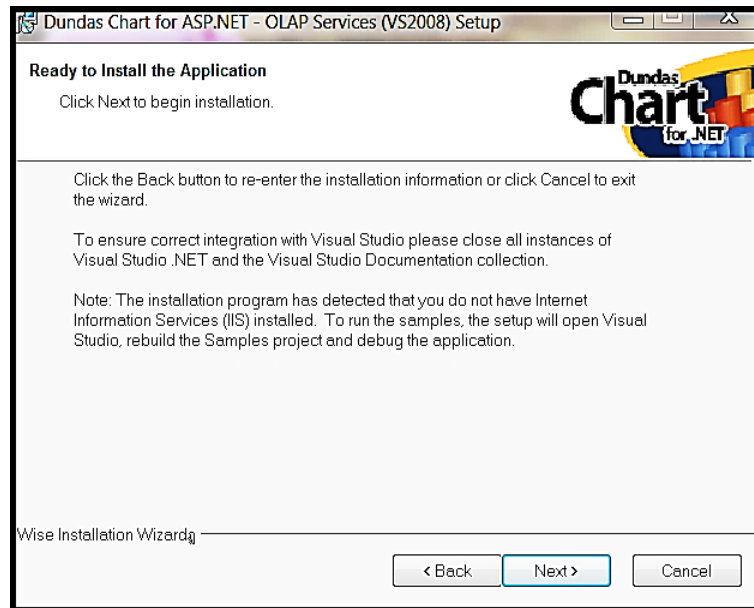 Dundas Chart for ASP.NET - OLAP Services (VS2008) Setup
Ready to Install the Application
Click Next to begin installation.
Dundas
Chart
for .NET
Click the Back button to re-enter the installation information or click Cancel to exit
the wizard.
To ensure correct integration with Visual Studio please close all instances of
Visual Studio .NET and the Visual Studio Documentation collection.
Note: The installation program has detected that you do not have Internet
Information Services (IIS) installed. To run the samples, the setup will open Visual
Studio, rebuild the Samples project and debug the application.
Wise Installation Wizard
< Back
Next >
Cancel